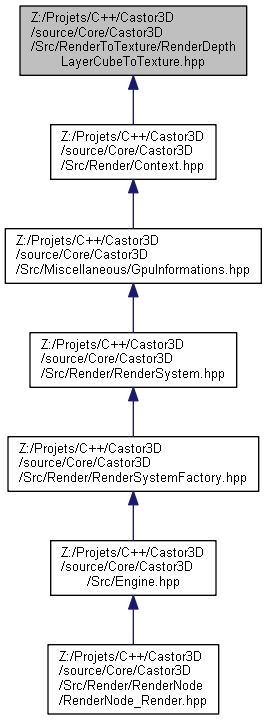 Z:/Projets/C++/Castor3D
/source/Core/Castor3D
/Src/RenderToTexture/RenderDepth
LayerCubeToTexture.hpp
Z:/Projets/C++/Castor3D
/source/Core/Castor3D
/Src/Render/Context.hpp
Z:/Projets/C++/Castor3D
/source/Core/Castor3D
/Src/Miscellaneous/GpuInformations.hpp
Z:/Projets/C++/Castor3D
/source/Core/Castor3D
/Src/Render/RenderSystem.hpp
Z:/Projets/C++/Castor3D
/source/Core/Castor3D
/Src/Render/RenderSystemFactory.hpp
Z:/Projets/C++/Castor3D
/source/Core/Castor3D
/Src/Engine.hpp
Z:/Projets/C++/Castor3D
/source/Core/Castor3D
/Src/Render/RenderNode
/RenderNode_Render.hpp